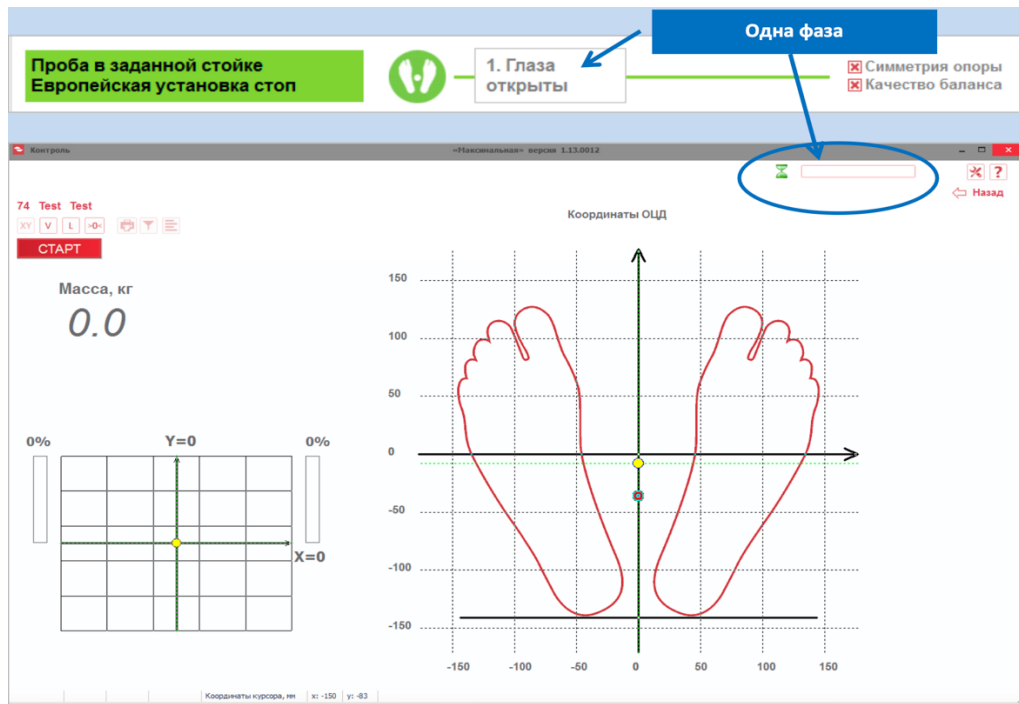 Одна фаза
Проба в заданной стойке
Европейская установка стоп
1. Глаза
открыты
Симметрия опоры
Качество баланса
Контроль
«Максимальная» версия 1.13.0012
?
Назад
74 Test Test
XY V L >0<
СТАРТ
Координаты ОЦД
Масса, кг
0.0
0% Y=0 0%
X=0
150
100
50
0
-50
-100
-150
-150 -100 -50 0 50 100 150
Координаты курсора, мм x: -150 y: -83